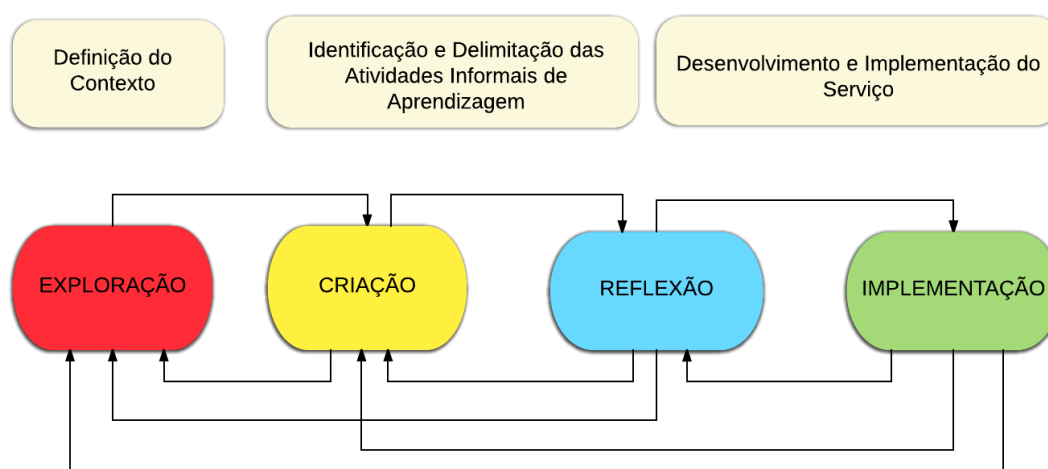 Definição do
Contexto
Identificação e Delimitação das
Atividades Informais de
Aprendizagem
Desenvolvimento e Implementação do
Serviço
EXPLORAÇÃO
CRIAÇÃO
REFLEXÃO
IMPLEMENTAÇÃO